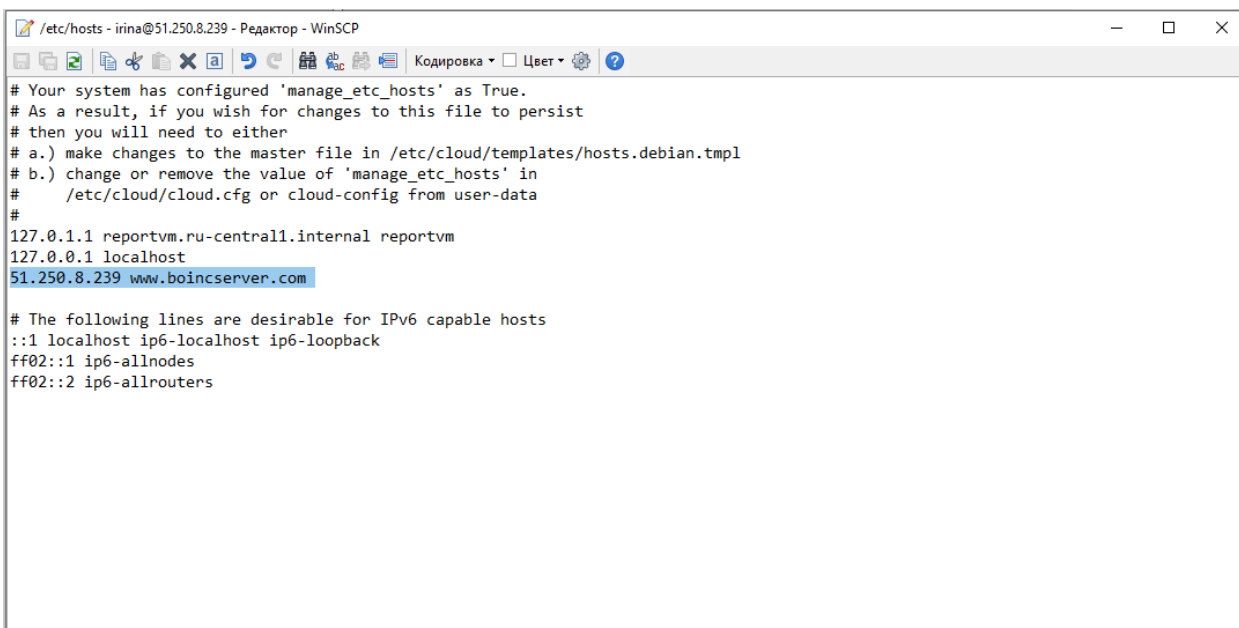 /etc/hosts - irina@51.250.8.239 - Редактор - WinSCP
Кодировка Цвет
# Your system has configured 'manage_etc_hosts' as True.
# As a result, if you wish for changes to this file to persist
# then you will need to either
# a.) make changes to the master file in /etc/cloud/templates/hosts.debian.tmpl
# b.) change or remove the value of 'manage_etc_hosts' in
#     /etc/cloud/cloud.cfg or cloud-config from user-data
#
127.0.1.1 reportvm.ru-central1.internal reportvm
127.0.0.1 localhost
51.250.8.239 www.boincserver.com
# The following lines are desirable for IPv6 capable hosts
::1 localhost ip6-localhost ip6-loopback
ff02::1 ip6-allnodes
ff02::2 ip6-allrouters